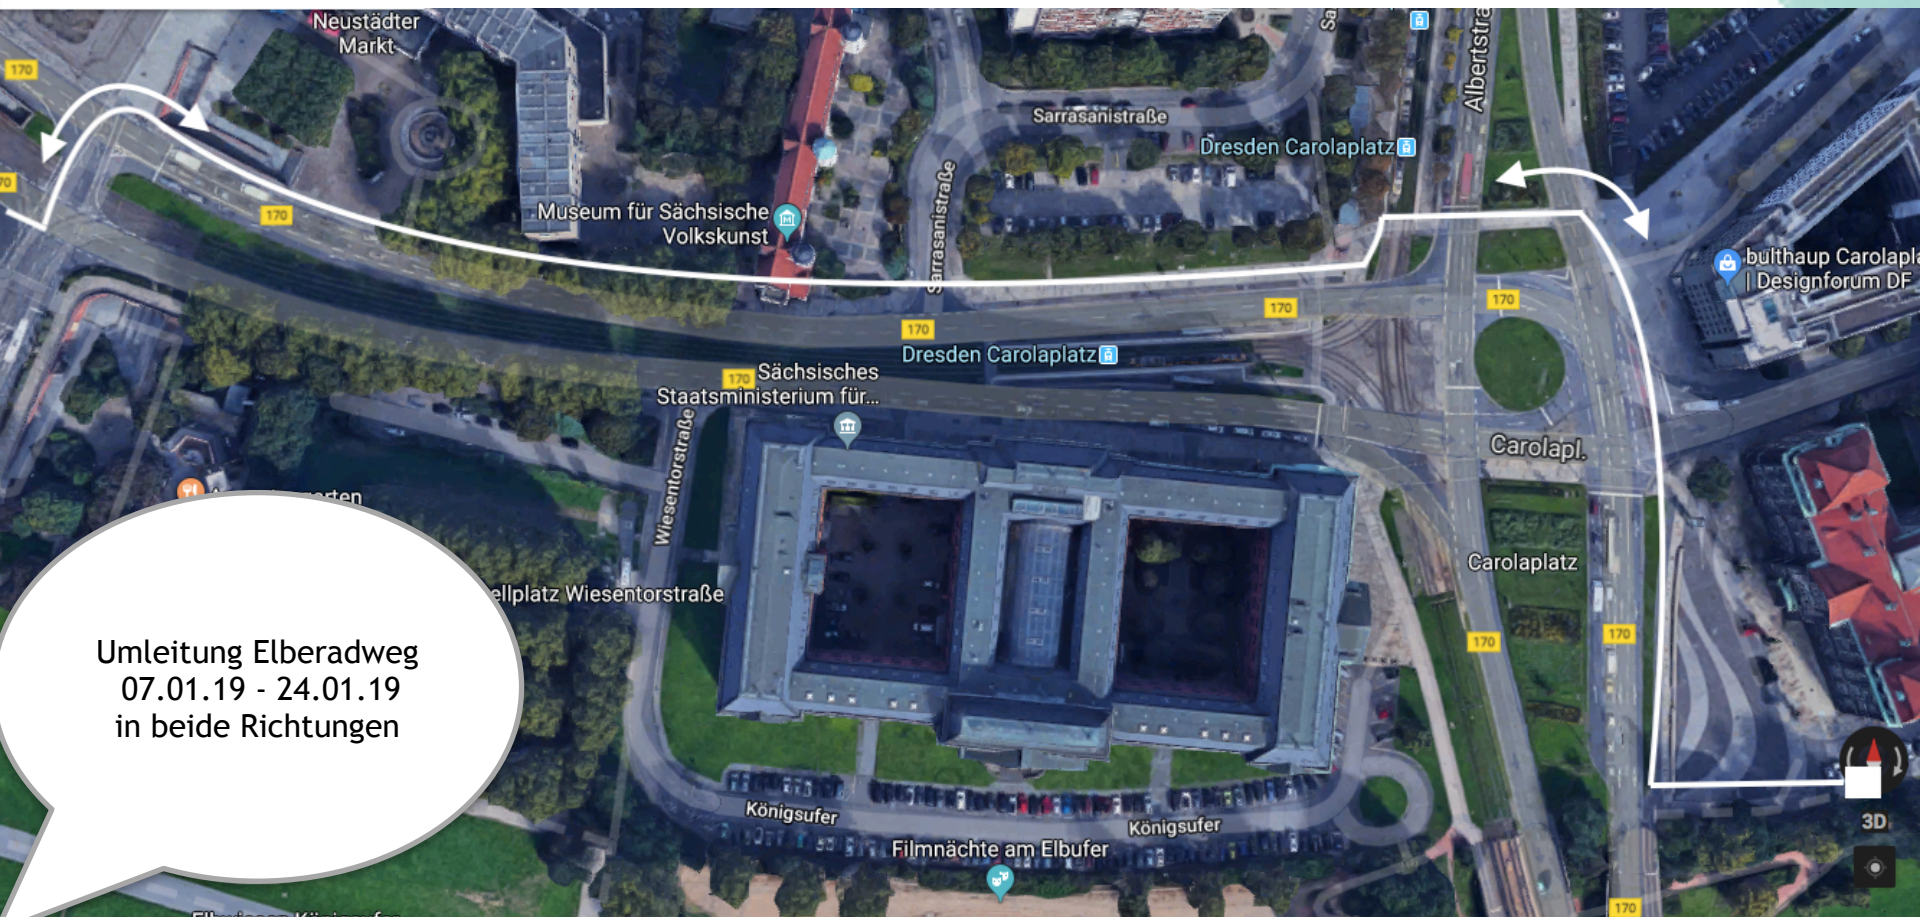 Neustädter
Markt
170
Albertstra
Sarrasanistraße
Dresden Carolaplatz
170
Sarrasanistraße
Museum für Sächsische
Volkskunst
bulthaup Carolapla
| Designforum DF
170
170
170
170
Dresden Carolaplatz
170
Sächsisches
Staatsministerium für...
Wiesentorstraße
Carolapl.
ellplatz Wiesentorstraße
Carolaplatz
170
170
Umleitung Elberadweg
07.01.19 - 24.01.19
in beide Richtungen
Königsufer
Königsufer
3D
Filmnächte am Elbufer
170